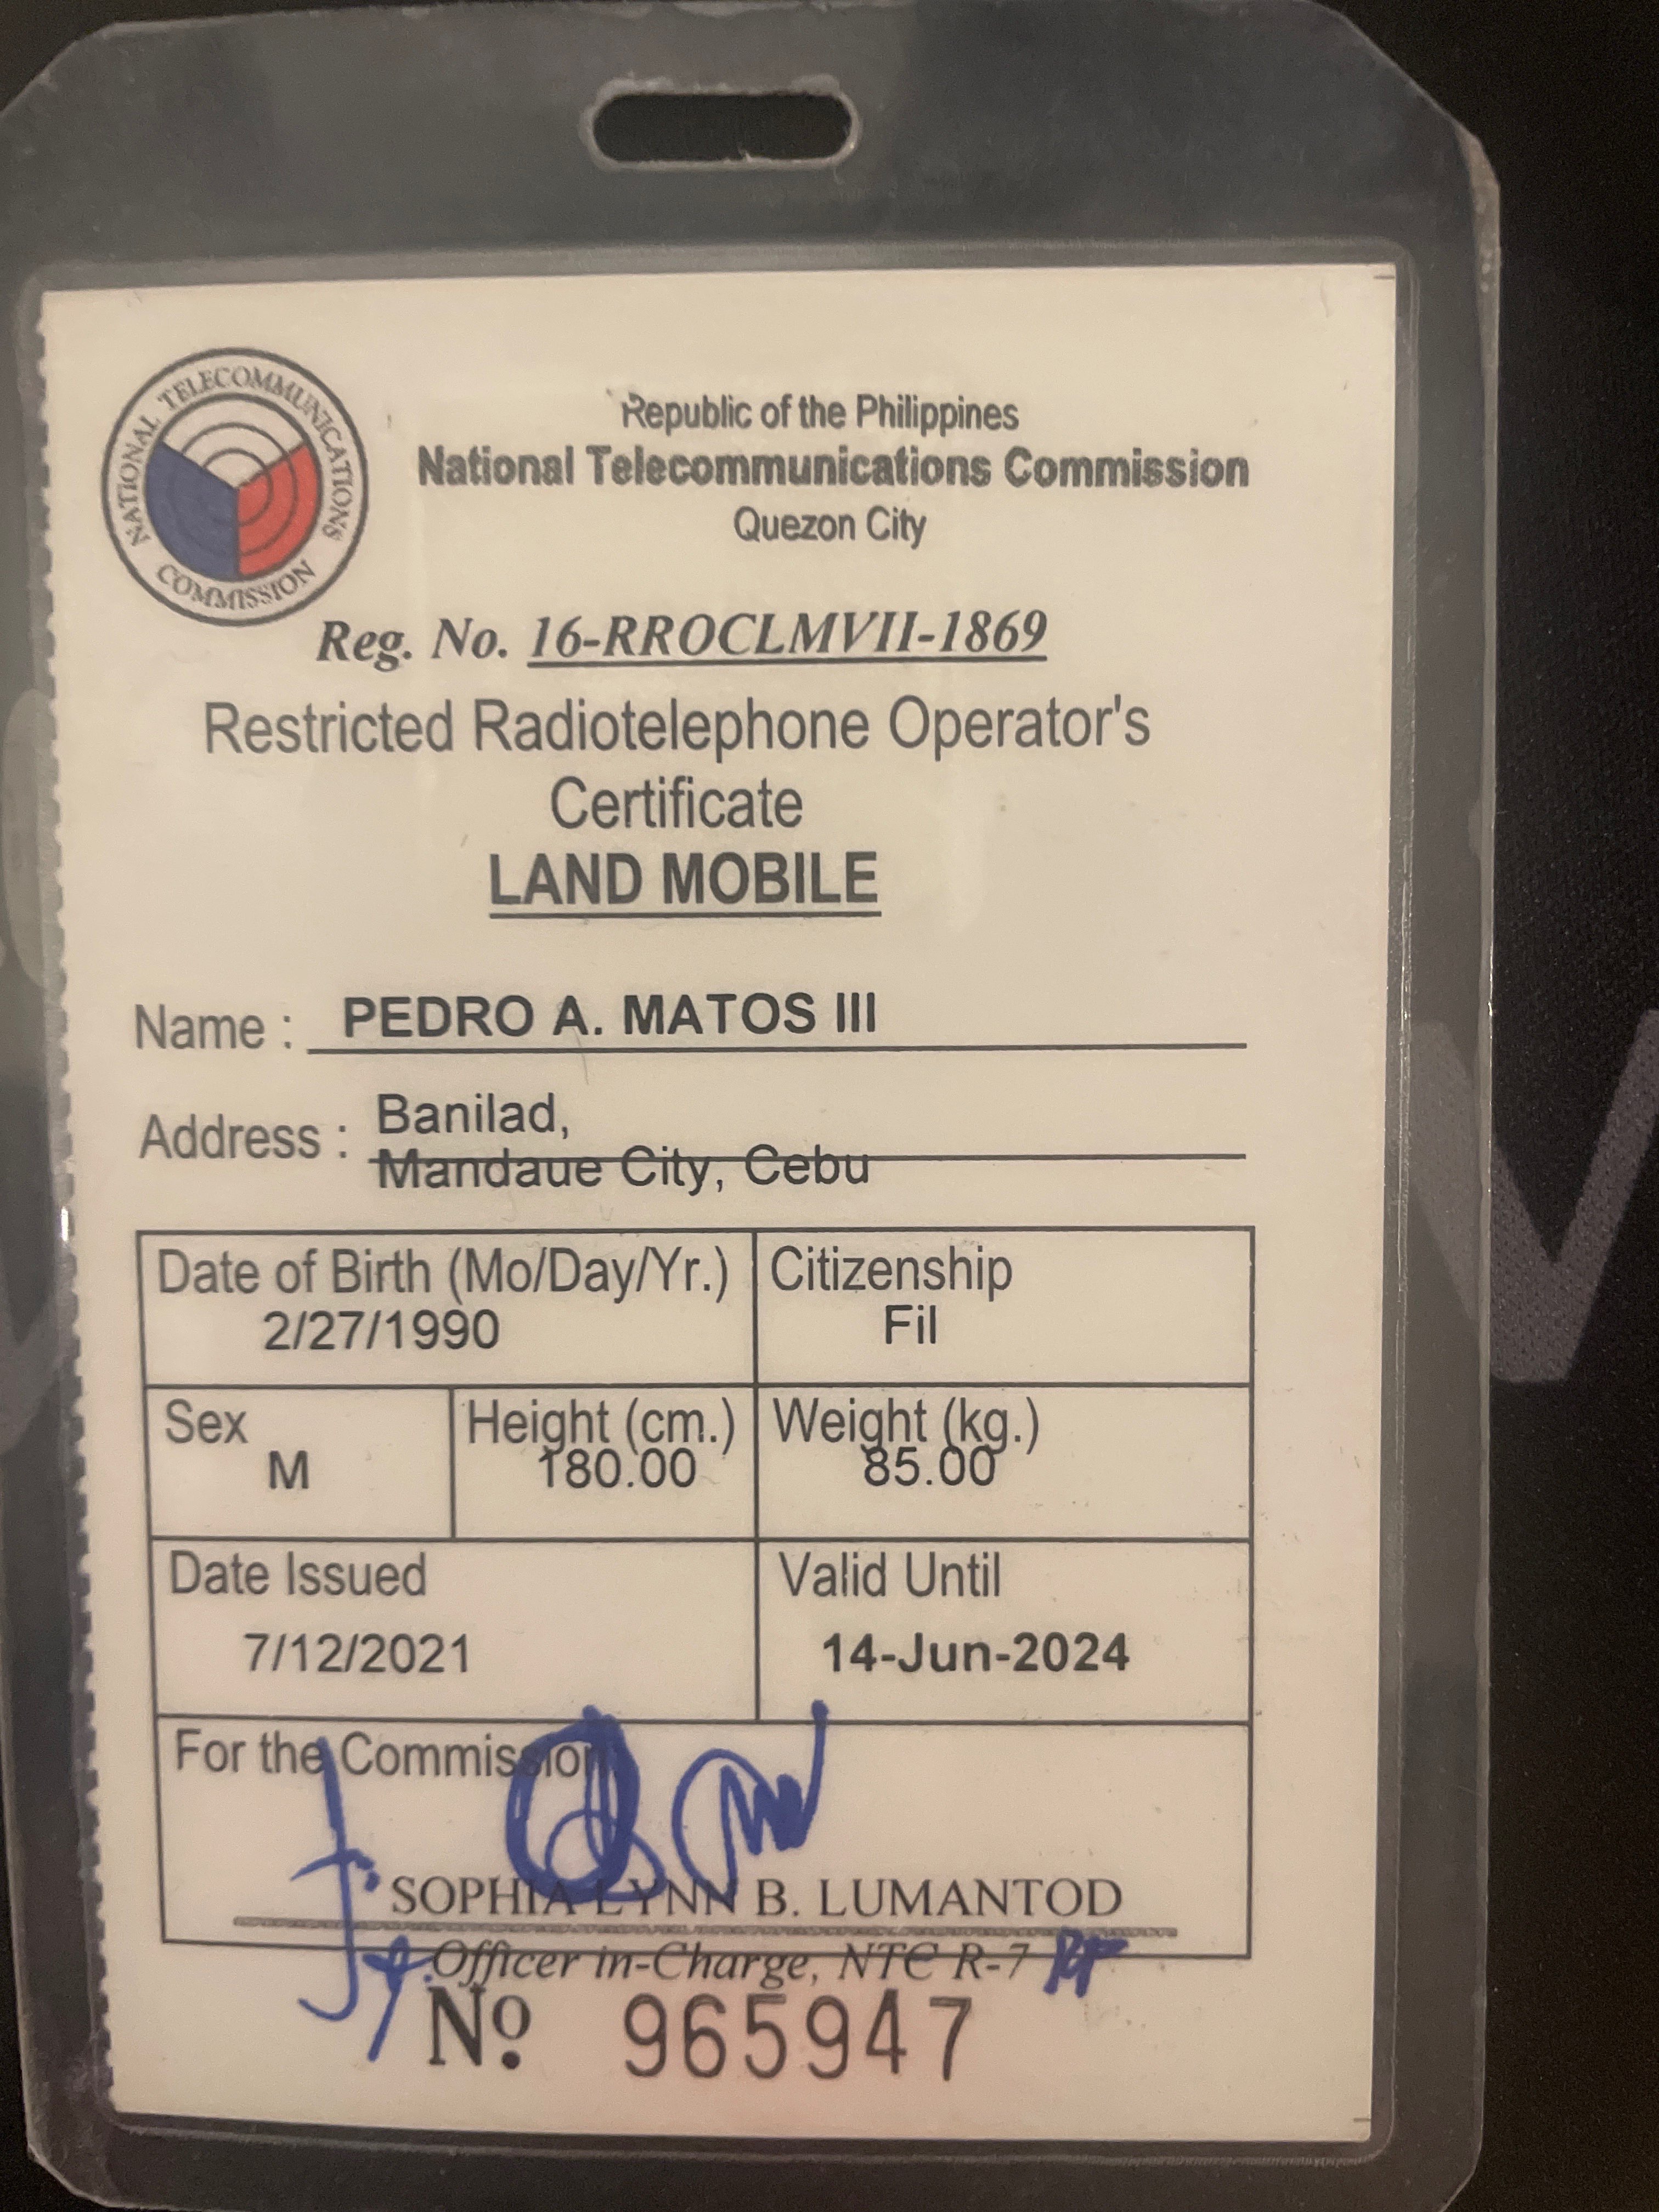 NATIONAL TELECOMMUNICATIONS
COMMISSION
Republic of the Philippines
National Telecommunications Commission
Quezon City
Reg. No. 16-RROCLMVII-1869
Restricted Radiotelephone Operator's
Certificate
LAND MOBILE
Name : PEDRO A. MATOS III
Address : Banilad,
Mandaue City, Cebu
Date of Birth (Mo/Day/Yr.) Citizenship
2/27/1990 Fil
Sex Height (cm.) Weight (kg.)
M 180.00 85.00
Date Issued Valid Until
7/12/2021 14-Jun-2024
For the Commission
SOPHIA LYNN B. LUMANTOD
Officer in-Charge, NTC R-7
No. 965947